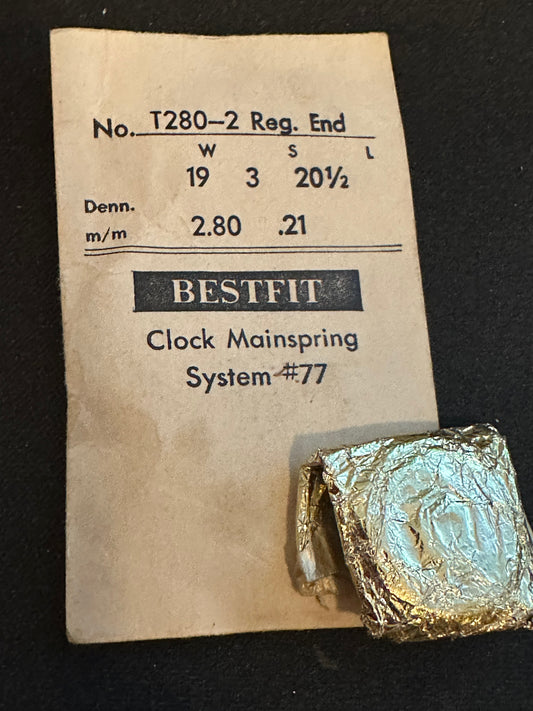 No. T280-2 Reg. End
W S L
19 3 20½
Denn.
m/m 2.80 .21
BESTFIT
Clock Mainspring
System #77